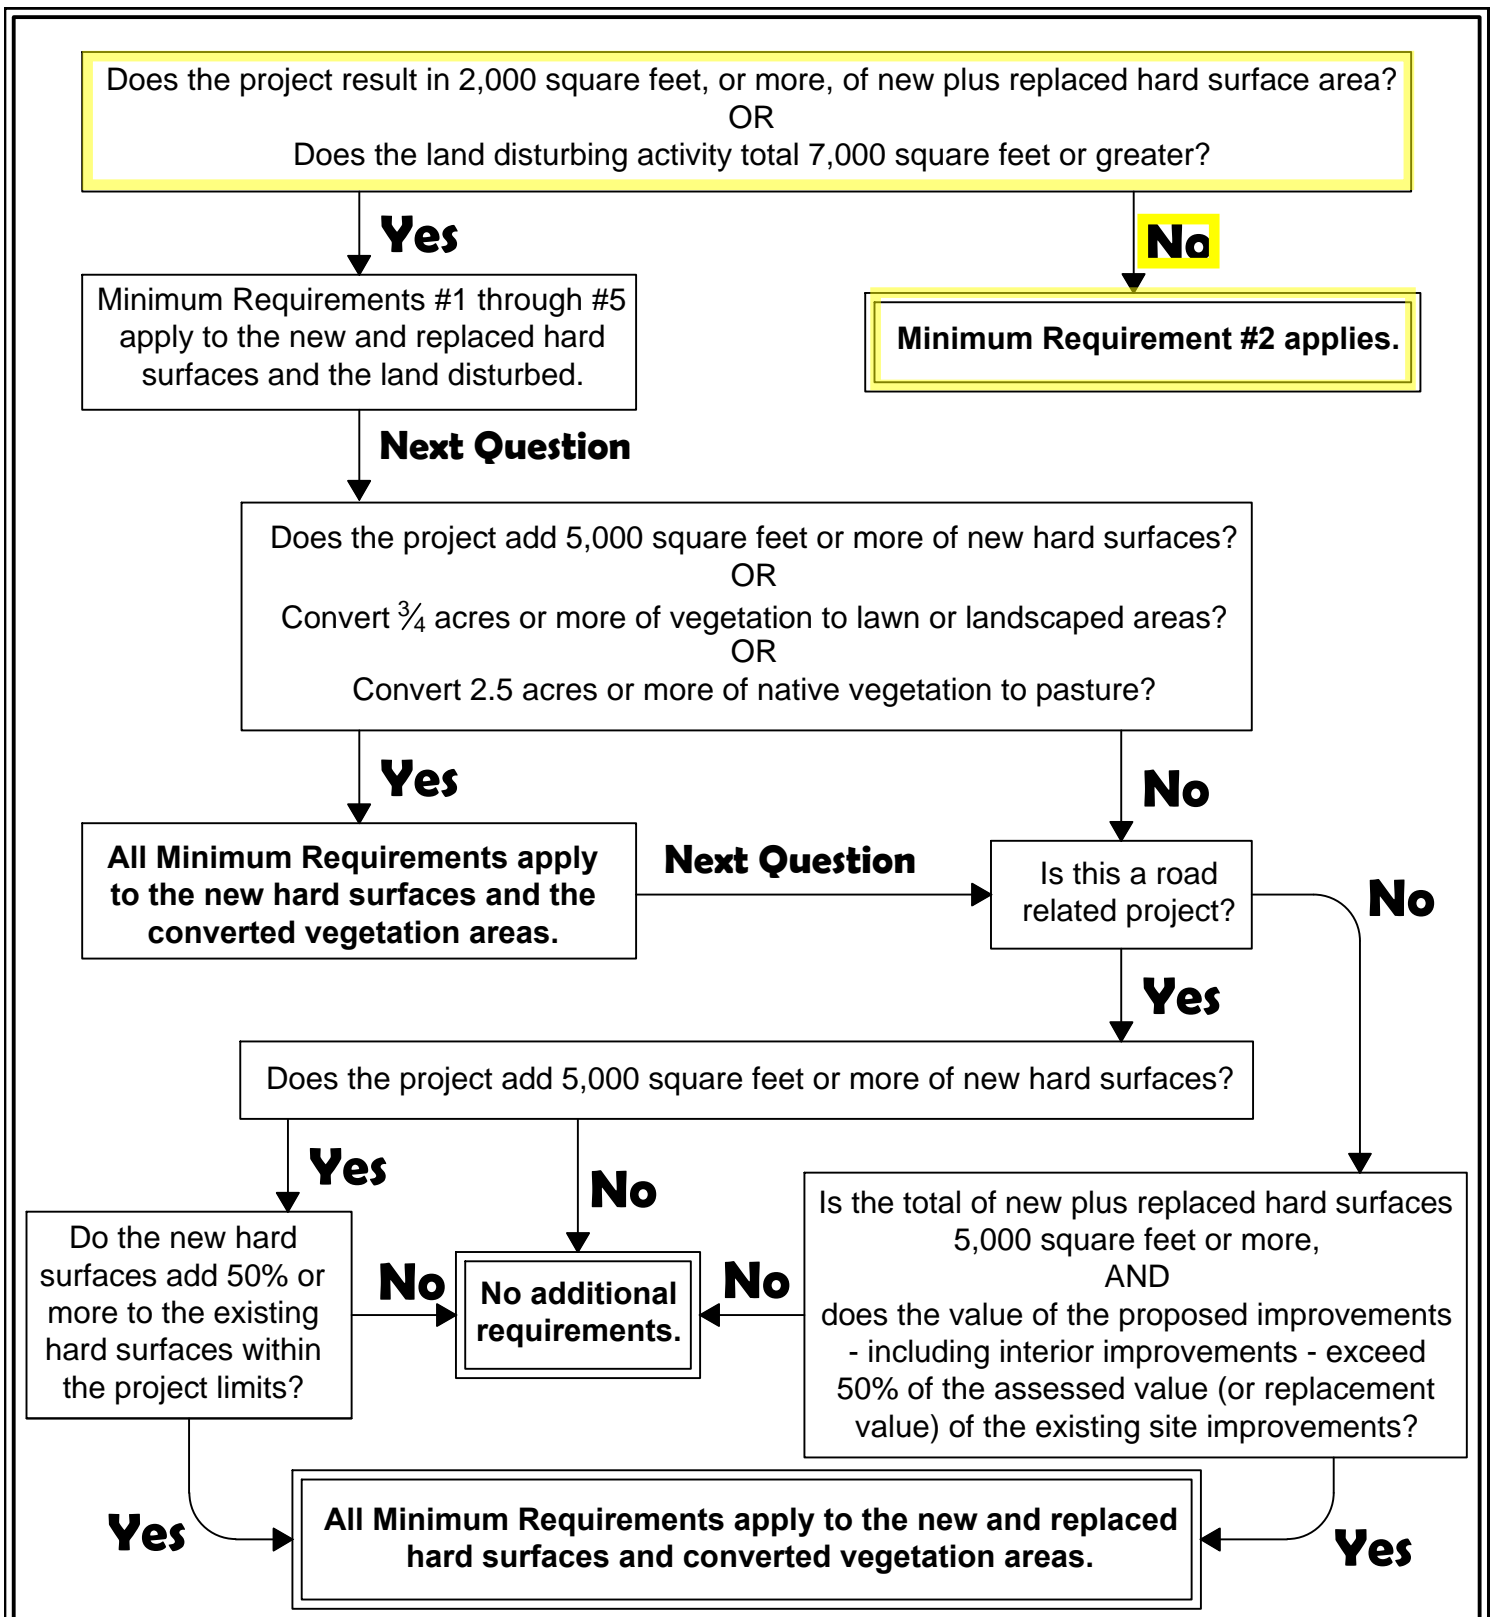 Does the project result in 2,000 square feet, or more, of new plus replaced hard surface area?
OR
Does the land disturbing activity total 7,000 square feet or greater?
Yes
No
Minimum Requirements #1 through #5
apply to the new and replaced hard
surfaces and the land disturbed.
Minimum Requirement #2 applies.
Next Question
Does the project add 5,000 square feet or more of new hard surfaces?
OR
Convert ¾ acres or more of vegetation to lawn or landscaped areas?
OR
Convert 2.5 acres or more of native vegetation to pasture?
Yes
No
All Minimum Requirements apply
to the new hard surfaces and the
converted vegetation areas.
Next Question
Is this a road
related project?
No
Yes
Does the project add 5,000 square feet or more of new hard surfaces?
Yes
No
Do the new hard
surfaces add 50% or
more to the existing
hard surfaces within
the project limits?
No
No additional
requirements.
No
Is the total of new plus replaced hard surfaces
5,000 square feet or more,
AND
does the value of the proposed improvements
- including interior improvements - exceed
50% of the assessed value (or replacement
value) of the existing site improvements?
Yes
All Minimum Requirements apply to the new and replaced
hard surfaces and converted vegetation areas.
Yes